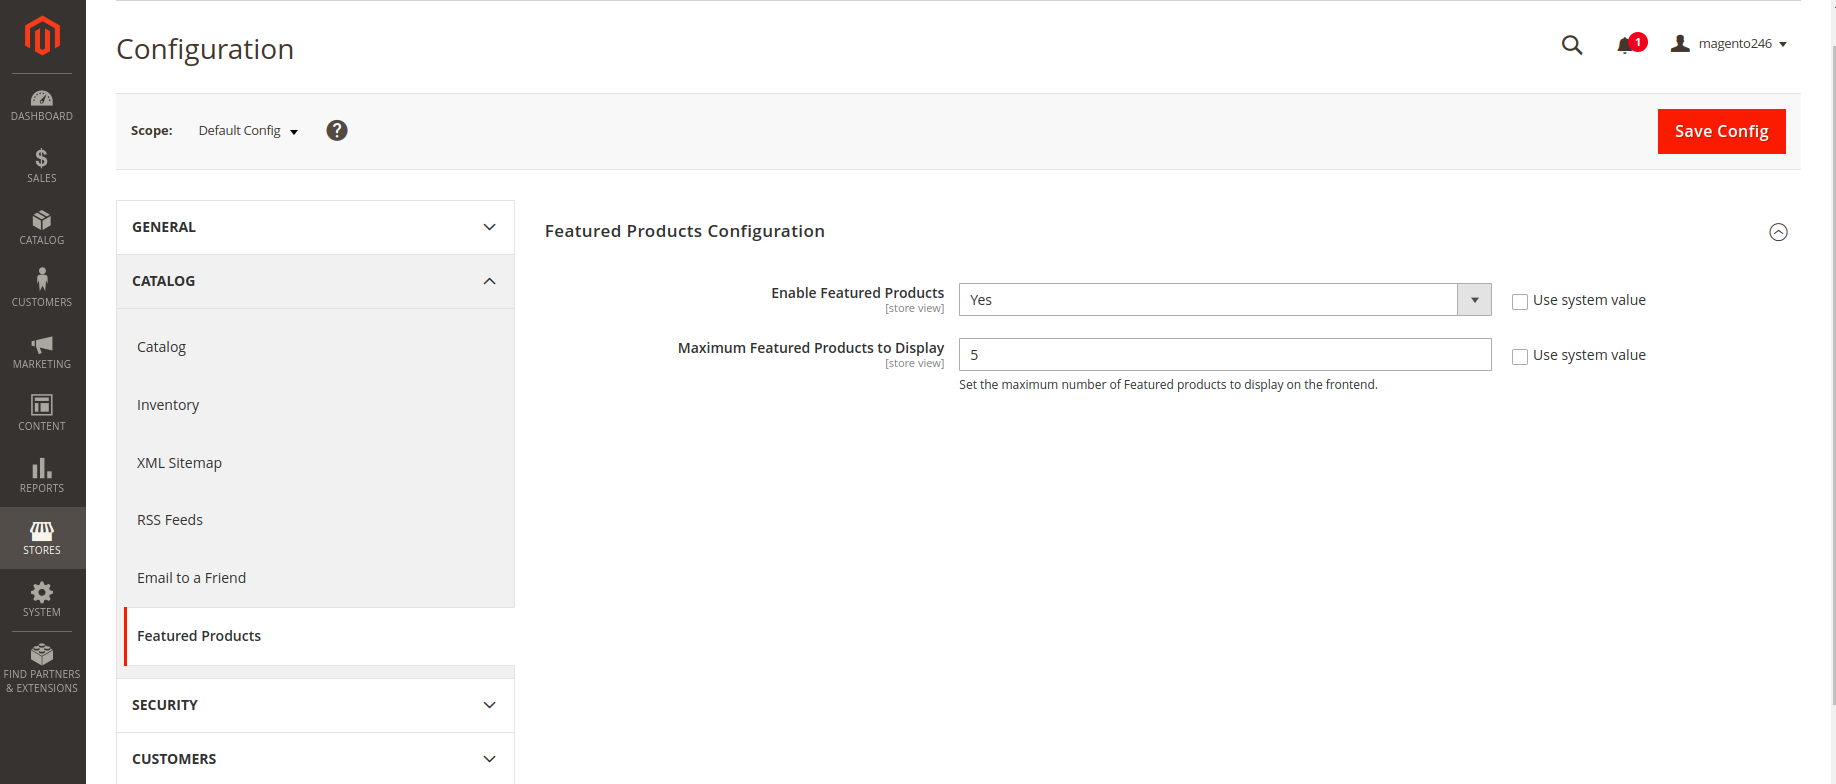 DASHBOARD
SALES
CATALOG
CUSTOMERS
MARKETING
CONTENT
REPORTS
STORES
SYSTEM
FIND PARTNERS
& EXTENSIONS
Configuration
1
magento246
Scope:
Default Config
?
Save Config
GENERAL
CATALOG
Catalog
Inventory
XML Sitemap
RSS Feeds
Email to a Friend
Featured Products
SECURITY
CUSTOMERS
Featured Products Configuration
Enable Featured Products
[store view]
Yes
Use system value
Maximum Featured Products to Display
[store view]
5
Use system value
Set the maximum number of Featured products to display on the frontend.